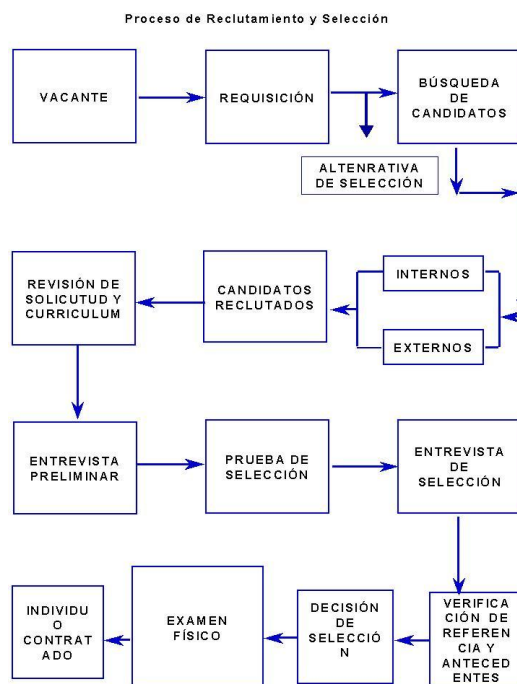 Proceso de Reclutamiento y Selección
VACANTE
REQUISICIÓN
BÚSQUEDA
DE
CANDIDATOS
ALTENRATIVA
DE SELECCIÓN
INTERNOS
EXTERNOS
CANDIDATOS
RECLUTADOS
REVISIÓN DE
SOLICUTUD Y
CURRICULUM
ENTREVISTA
PRELIMINAR
PRUEBA DE
SELECCIÓN
ENTREVISTA
DE
SELECCIÓN
VERIFICA
CIÓN DE
REFEREN
CIA Y
ANTECED
ENTES
DECISIÓN
DE
SELECCIÓ
N
EXAMEN
FÍSICO
INDIVIDU
O
CONTRAT
ADO